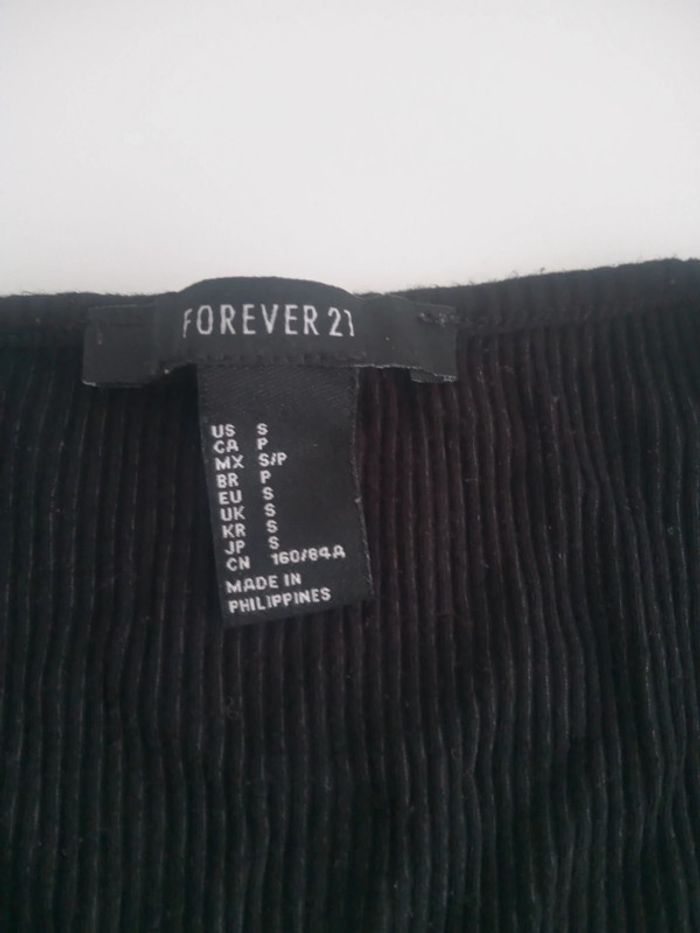 FOREVER 21
US S
CA P
MX S/P
BR P
EU S
UK S
KR S
JP S
CN 160/84A
MADE IN
PHILIPPINES